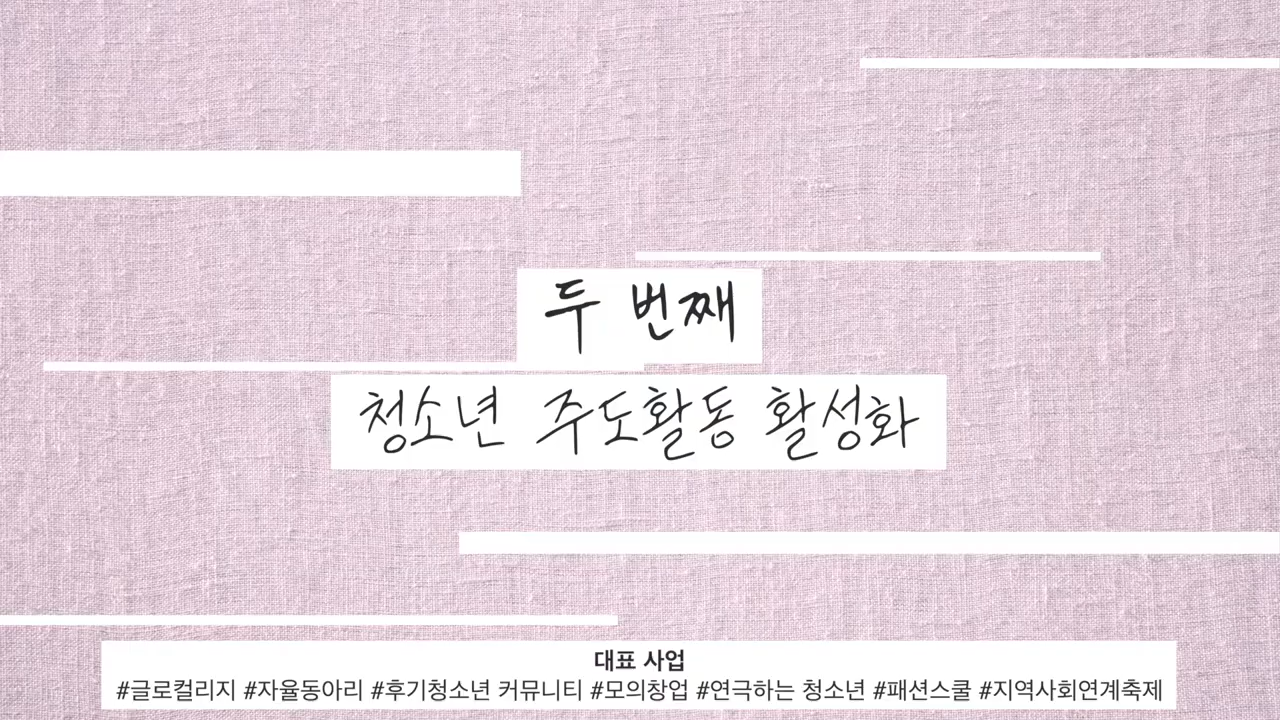 두 번째
청소년 주도활동 활성화
대표 사업
#글로컬리지 #자율동아리 #후기청소년 커뮤니티 #모의창업 #연극하는 청소년 #패션스쿨 #지역사회연계축제